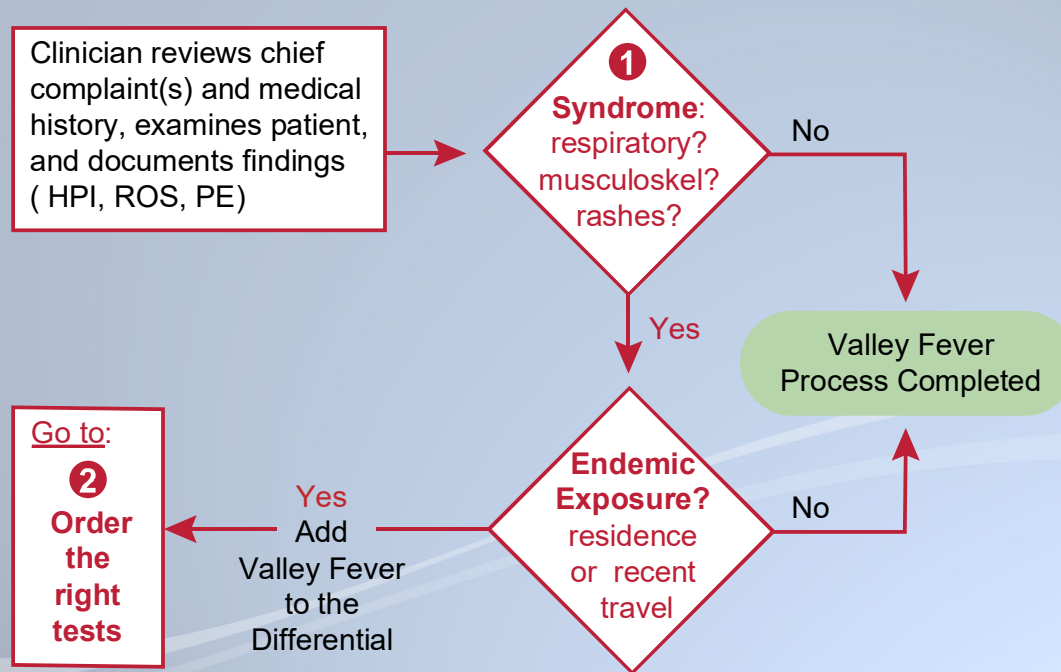 Clinician reviews chief
complaint(s) and medical
history, examines patient,
and documents findings
( HPI, ROS, PE)
1
Syndrome:
respiratory?
musculoskel?
rashes?
No
Yes
Valley Fever
Process Completed
Endemic
Exposure?
residence
or recent
travel
No
Yes
Add
Valley Fever
to the
Differential
Go to:
2
Order
the
right
tests